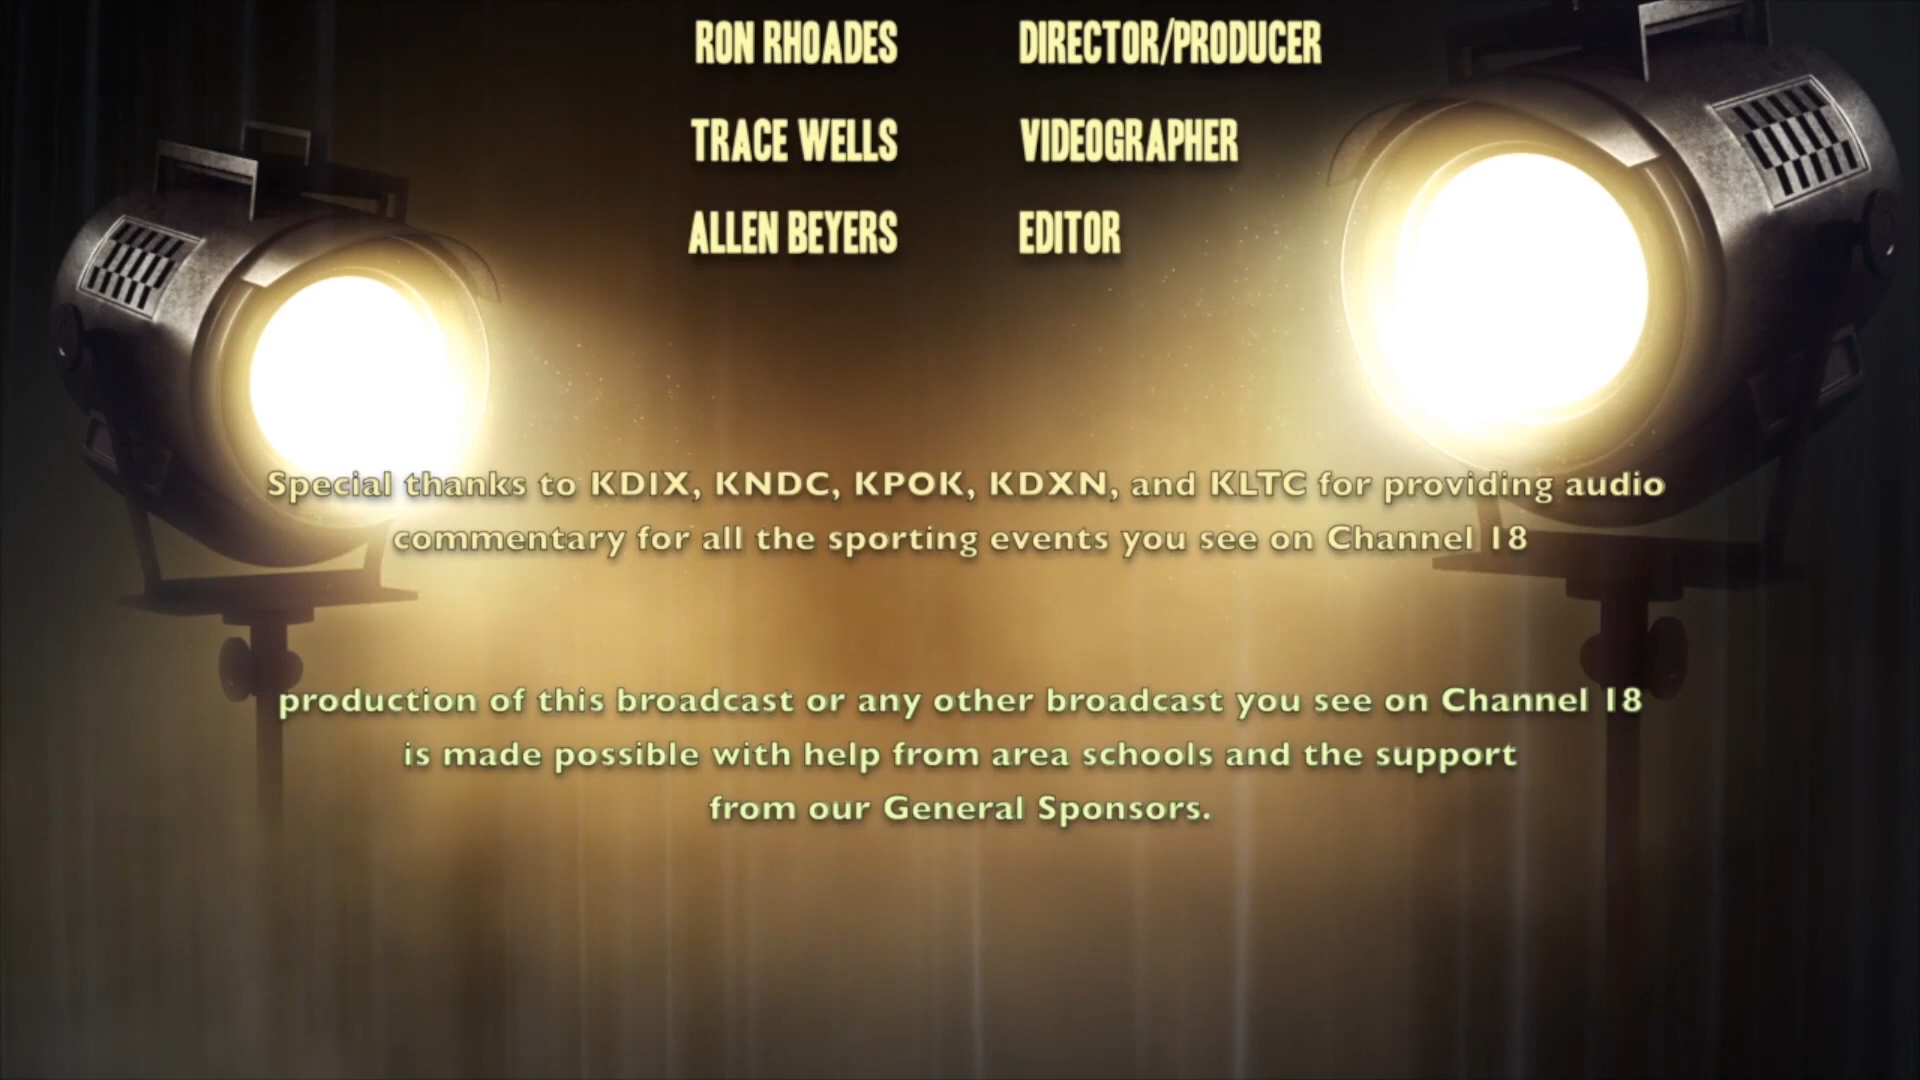 RON RHOADES DIRECTOR/PRODUCER
TRACE WELLS VIDEOGRAPHER
ALLEN BEYERS EDITOR
Special thanks to KDIX, KNDC, KPOK, KDXN, and KLTC for providing audio
commentary for all the sporting events you see on Channel 18
production of this broadcast or any other broadcast you see on Channel 18
is made possible with help from area schools and the support
from our General Sponsors.